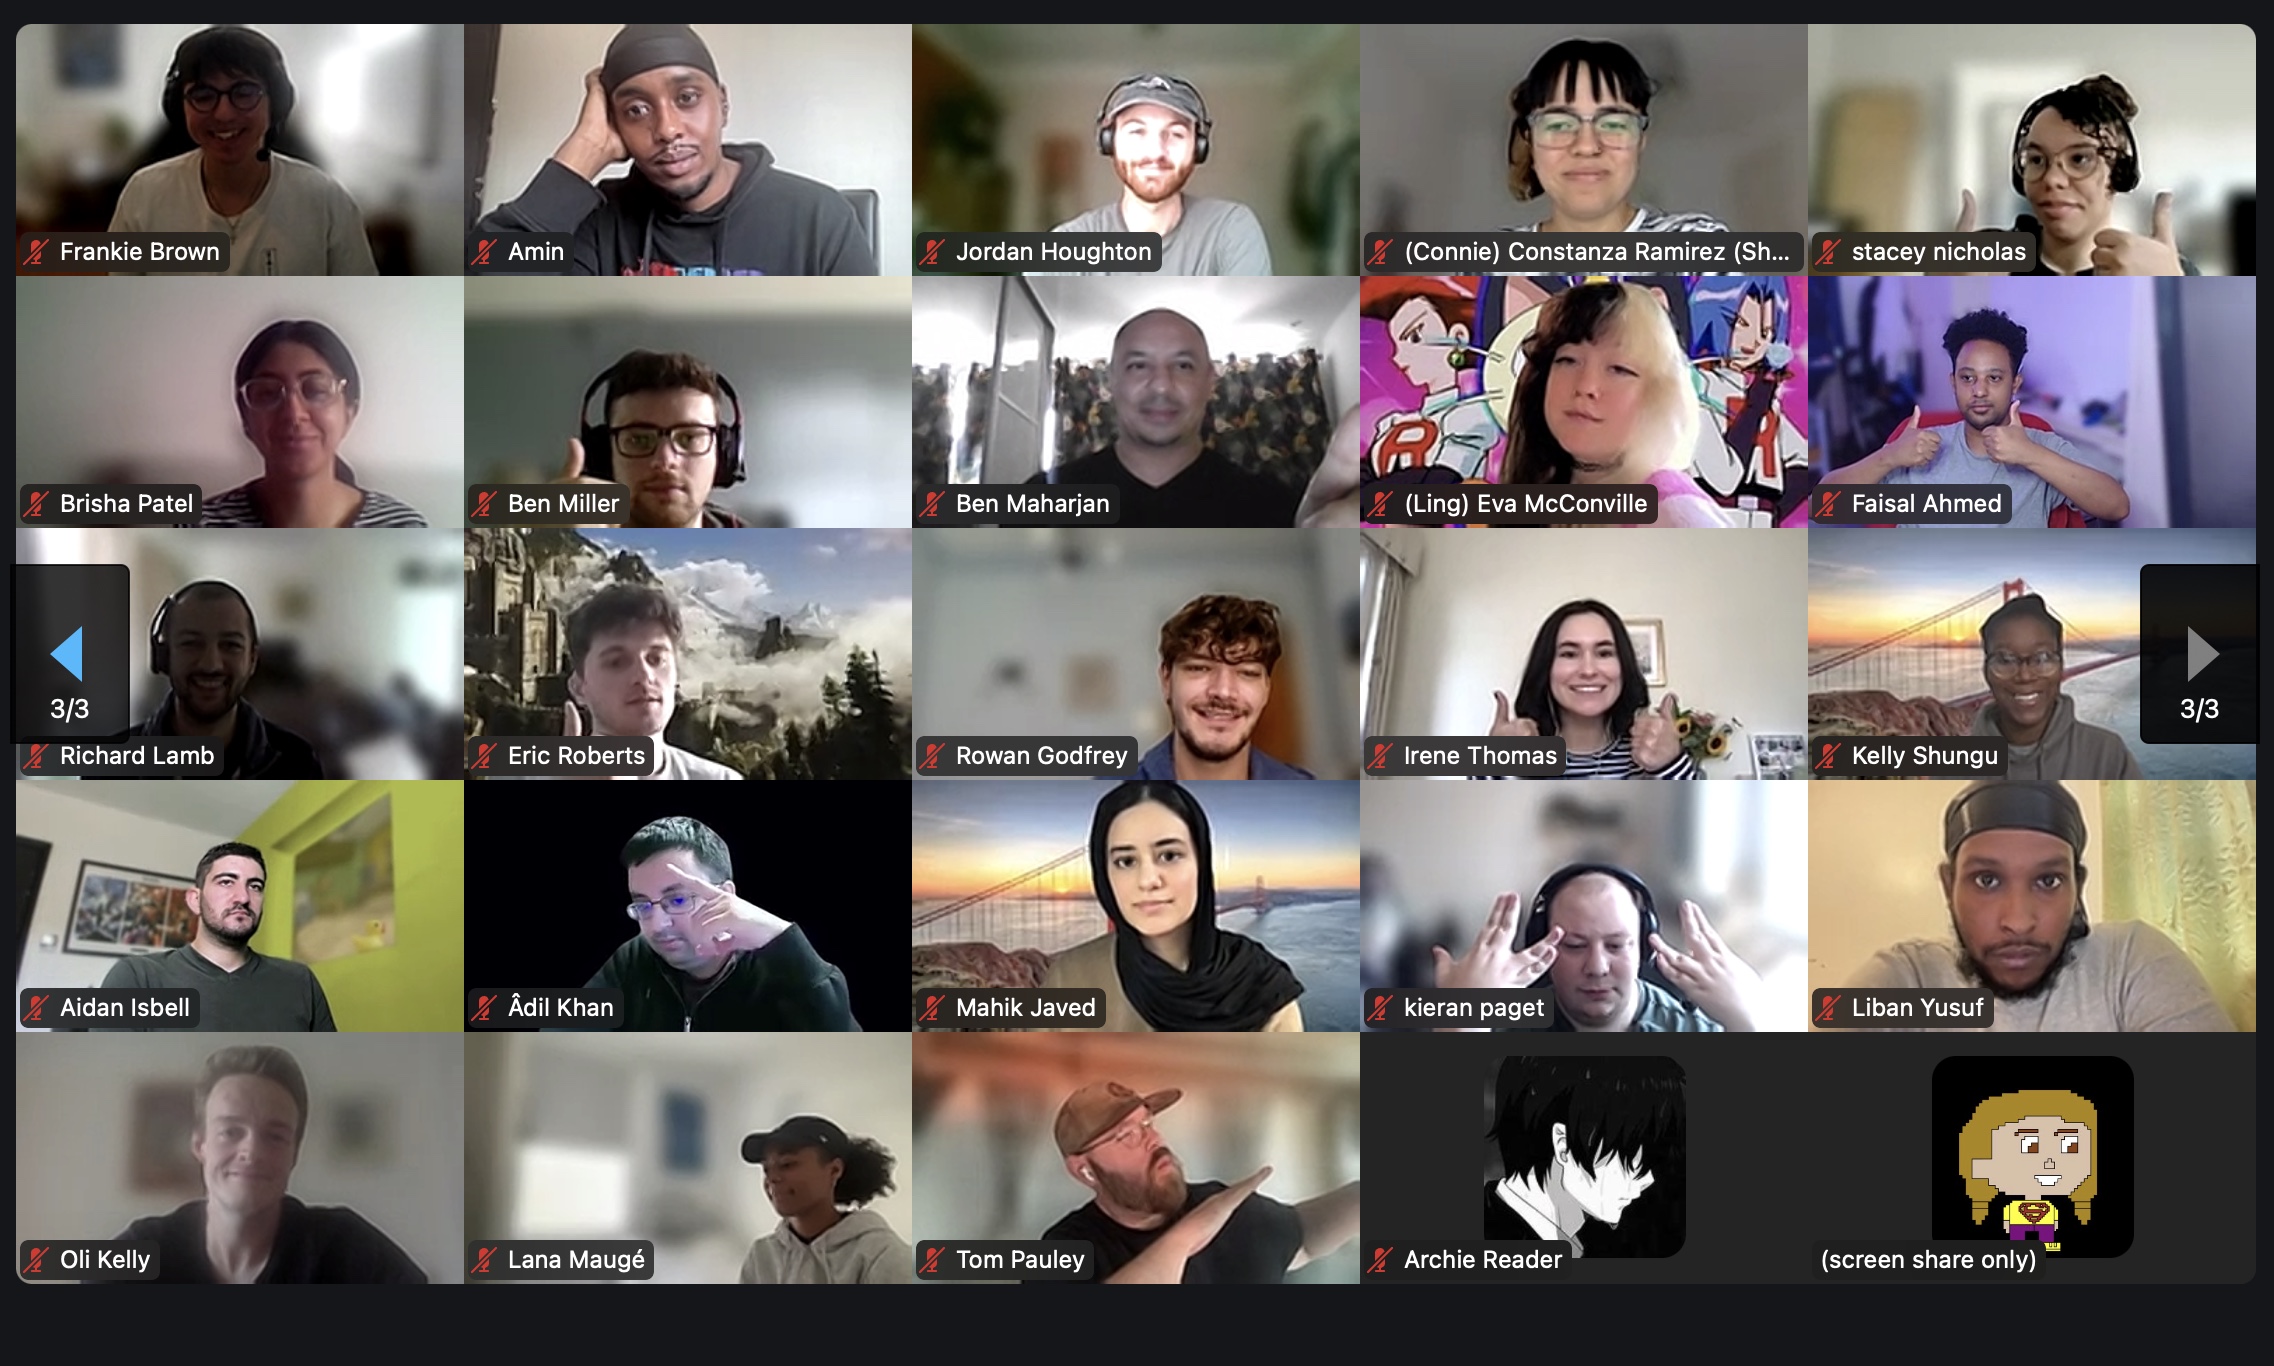 Frankie Brown
Amin
Jordan Houghton
(Connie) Constanza Ramirez (Sh...
stacey nicholas
Brisha Patel
Ben Miller
Ben Maharjan
(Ling) Eva McConville
Faisal Ahmed
3/3
Richard Lamb
Eric Roberts
Rowan Godfrey
Irene Thomas
Kelly Shungu
3/3
Aidan Isbell
Âdil Khan
Mahik Javed
kieran paget
Liban Yusuf
Oli Kelly
Lana Maugé
Tom Pauley
Archie Reader
(screen share only)